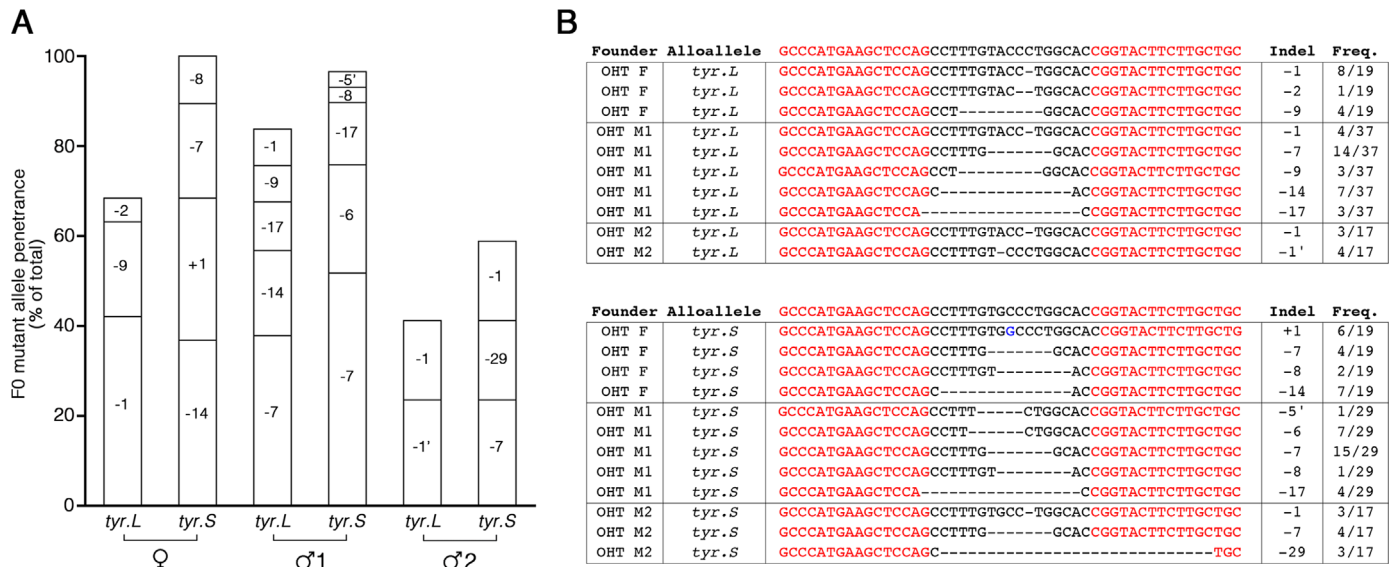 A
F0 mutant allele penetrance
(% of total)
100
80
60
40
20
0
-2
-9
-1
-8
-7
+1
-14
-1
-9
-17
-14
-7
-5'
-8
-17
-6
-7
-1
-1'
-1
-29
-7
tyr.L tyr.S tyr.L tyr.S tyr.L tyr.S
♀ ♂1 ♂2
B
Founder Alloallele GCCCATGAAGCTCCAGCCTTTGTACCCTGGCACCGGTACTTCTTGCTGC Indel Freq.
OHT F tyr.L GCCCATGAAGCTCCAGCCTTTGTACC-TGGCACCGGTACTTCTTGCTGC -1 8/19
OHT F tyr.L GCCCATGAAGCTCCAGCCTTTGTAC--TGGCACCGGTACTTCTTGCTGC -2 1/19
OHT F tyr.L GCCCATGAAGCTCCAGCCT---------GGCACCGGTACTTCTTGCTGC -9 4/19
OHT M1 tyr.L GCCCATGAAGCTCCAGCCTTTGTACC-TGGCACCGGTACTTCTTGCTGC -1 4/37
OHT M1 tyr.L GCCCATGAAGCTCCAGCCTTTG-------GCACCGGTACTTCTTGCTGC -7 14/37
OHT M1 tyr.L GCCCATGAAGCTCCAGCCT---------GGCACCGGTACTTCTTGCTGC -9 3/37
OHT M1 tyr.L GCCCATGAAGCTCCAGC--------------ACCGGTACTTCTTGCTGC -14 7/37
OHT M1 tyr.L GCCCATGAAGCTCCA-----------------CCGGTACTTCTTGCTGC -17 3/37
OHT M2 tyr.L GCCCATGAAGCTCCAGCCTTTGTACC-TGGCACCGGTACTTCTTGCTGC -1 3/17
OHT M2 tyr.L GCCCATGAAGCTCCAGCCTTTGT-CCCTGGCACCGGTACTTCTTGCTGC -1' 4/17
Founder Alloallele GCCCATGAAGCTCCAGCCTTTGTGCCCTGGCACCGGTACTTCTTGCTGC Indel Freq.
OHT F tyr.S GCCCATGAAGCTCCAGCCTTTGTGGCCCTGGCACCGGTACTTCTTGCTG +1 6/19
OHT F tyr.S GCCCATGAAGCTCCAGCCTTTG-------GCACCGGTACTTCTTGCTGC -7 4/19
OHT F tyr.S GCCCATGAAGCTCCAGCCTTTGT--------ACCGGTACTTCTTGCTGC -8 2/19
OHT F tyr.S GCCCATGAAGCTCCAGC--------------ACCGGTACTTCTTGCTGC -14 7/19
OHT M1 tyr.S GCCCATGAAGCTCCAGCCTTT-----CTGGCACCGGTACTTCTTGCTGC -5' 1/29
OHT M1 tyr.S GCCCATGAAGCTCCAGCCTT------CTGGCACCGGTACTTCTTGCTGC -6 7/29
OHT M1 tyr.S GCCCATGAAGCTCCAGCCTTTG-------GCACCGGTACTTCTTGCTGC -7 15/29
OHT M1 tyr.S GCCCATGAAGCTCCAGCCTTTGT--------ACCGGTACTTCTTGCTGC -8 1/29
OHT M1 tyr.S GCCCATGAAGCTCCA-----------------CCGGTACTTCTTGCTGC -17 4/29
OHT M2 tyr.S GCCCATGAAGCTCCAGCCTTTGTGCC-TGGCACCGGTACTTCTTGCTGC -1 3/17
OHT M2 tyr.S GCCCATGAAGCTCCAGCCTTTG-------GCACCGGTACTTCTTGCTGC -7 4/17
OHT M2 tyr.S GCCCATGAAGCTCCAGC-----------------------------TGC -29 3/17